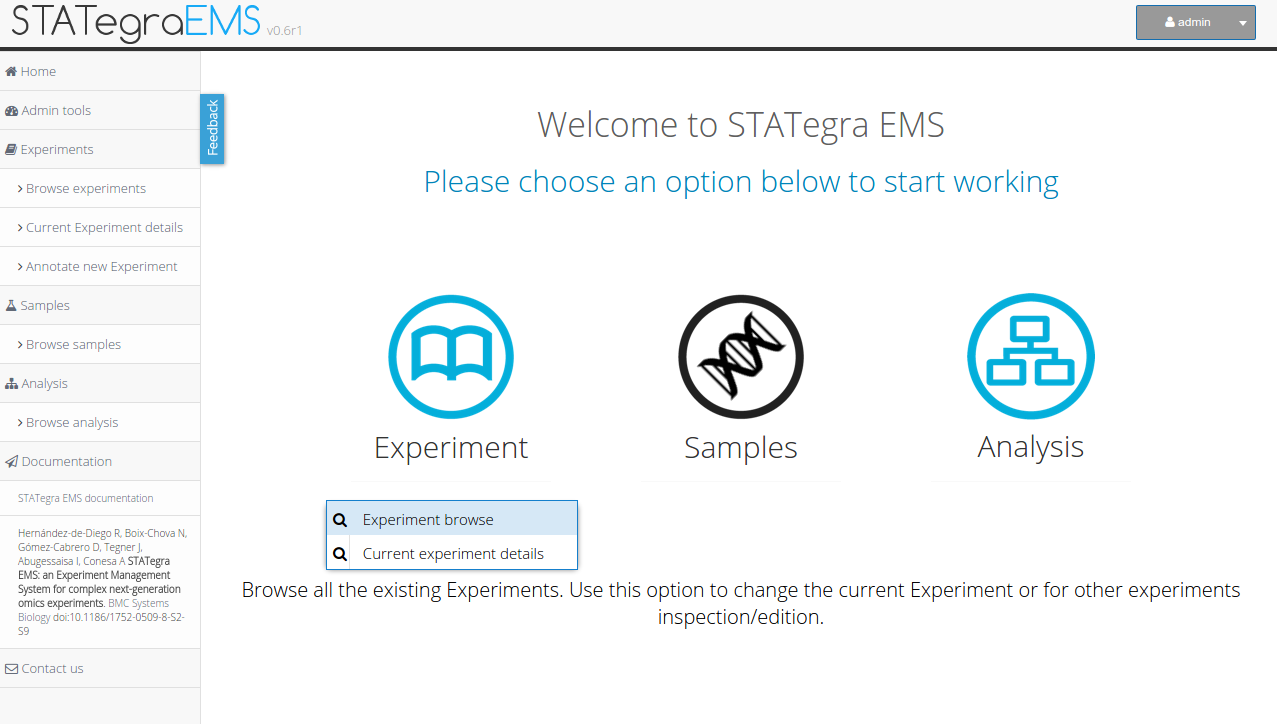 STATegraEMS v0.6r1
admin
Home
Admin tools
Experiments
Browse experiments
Current Experiment details
Annotate new Experiment
Samples
Browse samples
Analysis
Browse analysis
Documentation
STATegra EMS documentation
Hernández-de-Diego R, Boix-Chova N,
Gómez-Cabrero D, Tegner J,
Abugessaisa I, Conesa A STATegra
EMS: an Experiment Management
System for complex next-generation
omics experiments. BMC Systems
Biology doi:10.1186/1752-0509-8-S2-
S9
Contact us
Feedback
Welcome to STATegra EMS
Please choose an option below to start working
Experiment
Samples
Analysis
Experiment browse
Current experiment details
Browse all the existing Experiments. Use this option to change the current Experiment or for other experiments
inspection/edition.